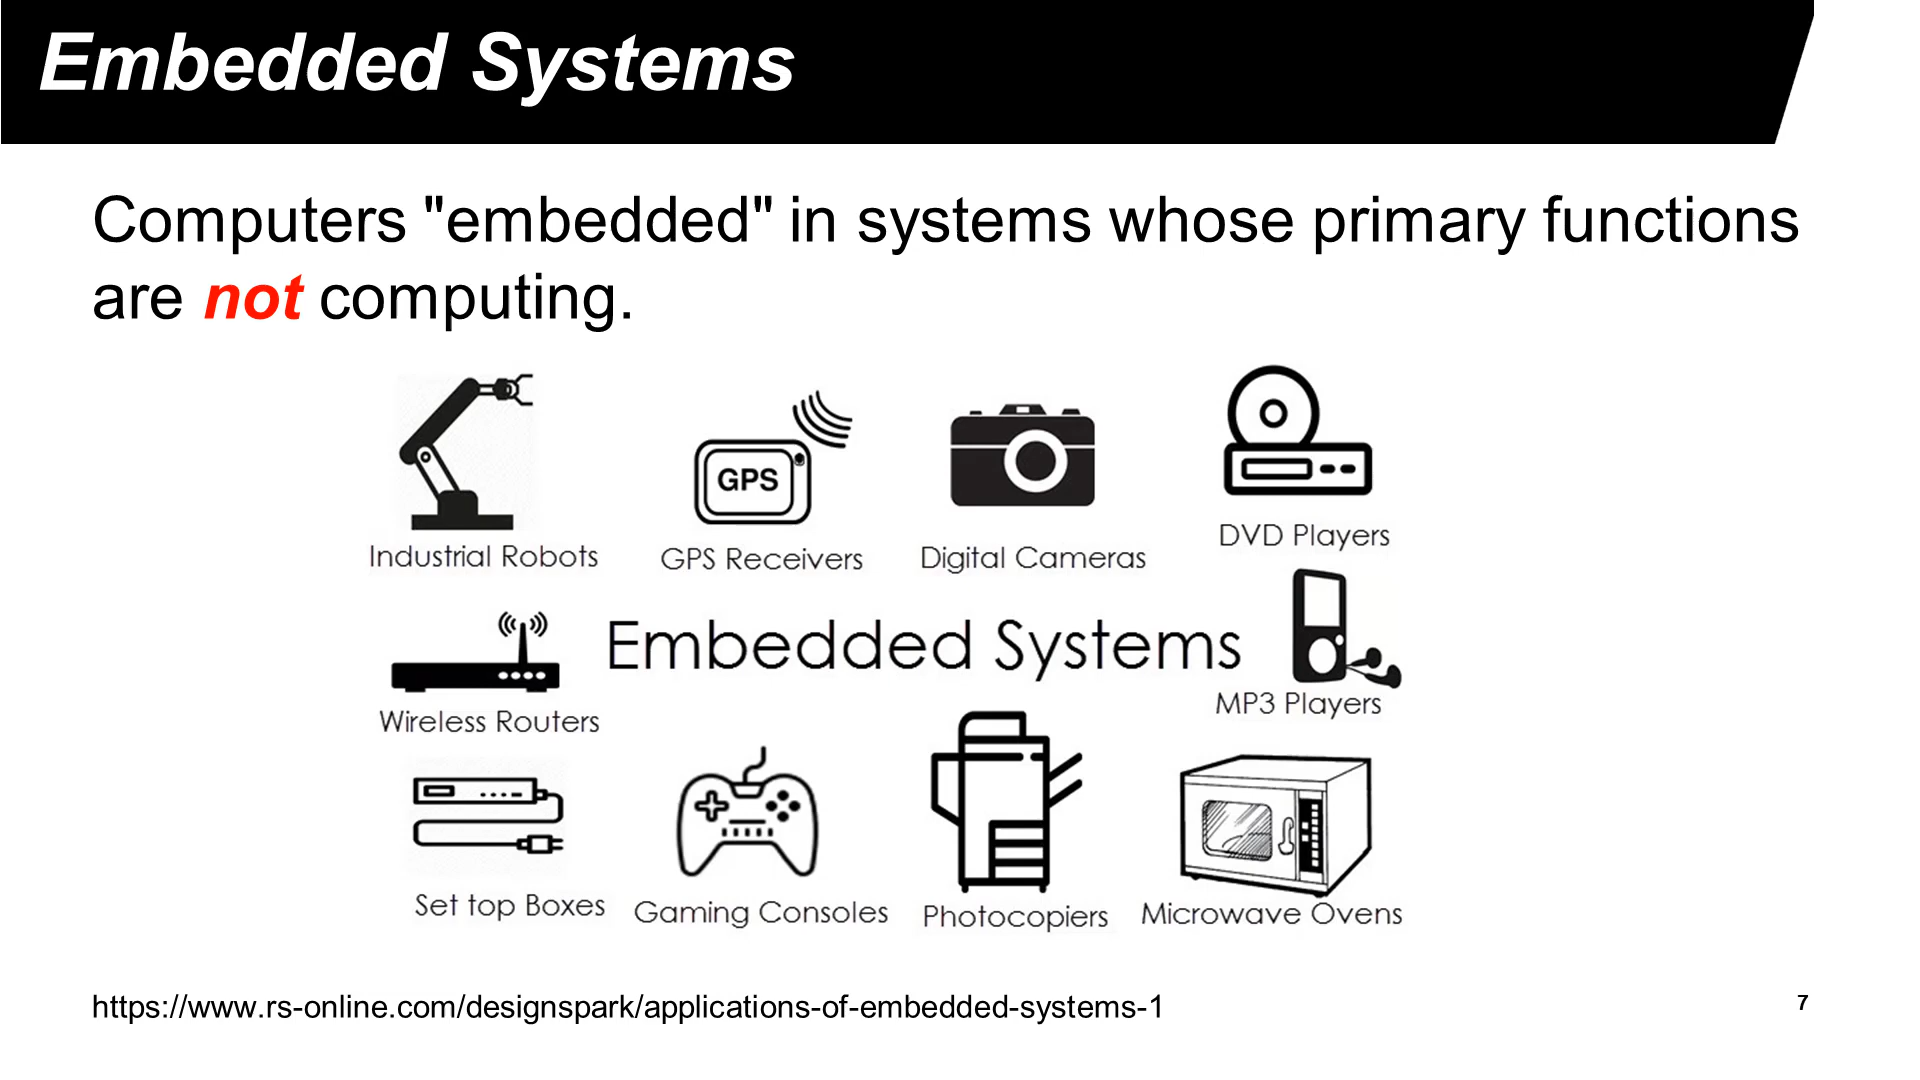 Embedded Systems
Computers "embedded" in systems whose primary functions
are not computing.
GPS
Industrial Robots
GPS Receivers
Digital Cameras
DVD Players
Wireless Routers
Embedded Systems
MP3 Players
Set top Boxes
Gaming Consoles
Photocopiers
Microwave Ovens
https://www.rs-online.com/designspark/applications-of-embedded-systems-1
7